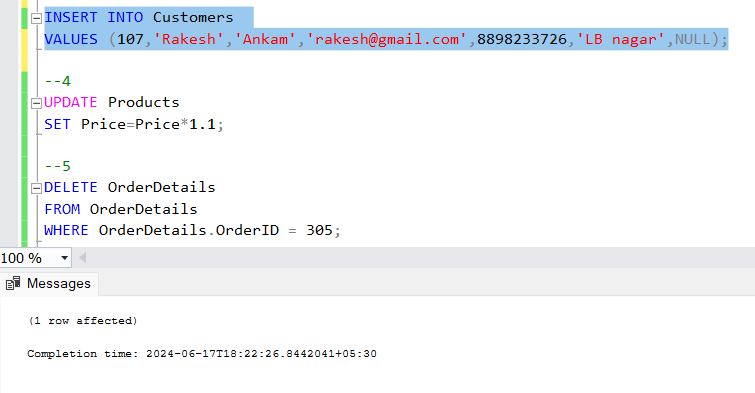 INSERT INTO Customers
VALUES (107,'Rakesh','Ankam','rakesh@gmail.com',8898233726,'LB nagar',NULL);
--4
UPDATE Products
SET Price=Price*1.1;
--5
DELETE OrderDetails
FROM OrderDetails
WHERE OrderDetails.OrderID = 305;
100 %
Messages
(1 row affected)
Completion time: 2024-06-17T18:22:26.8442041+05:30